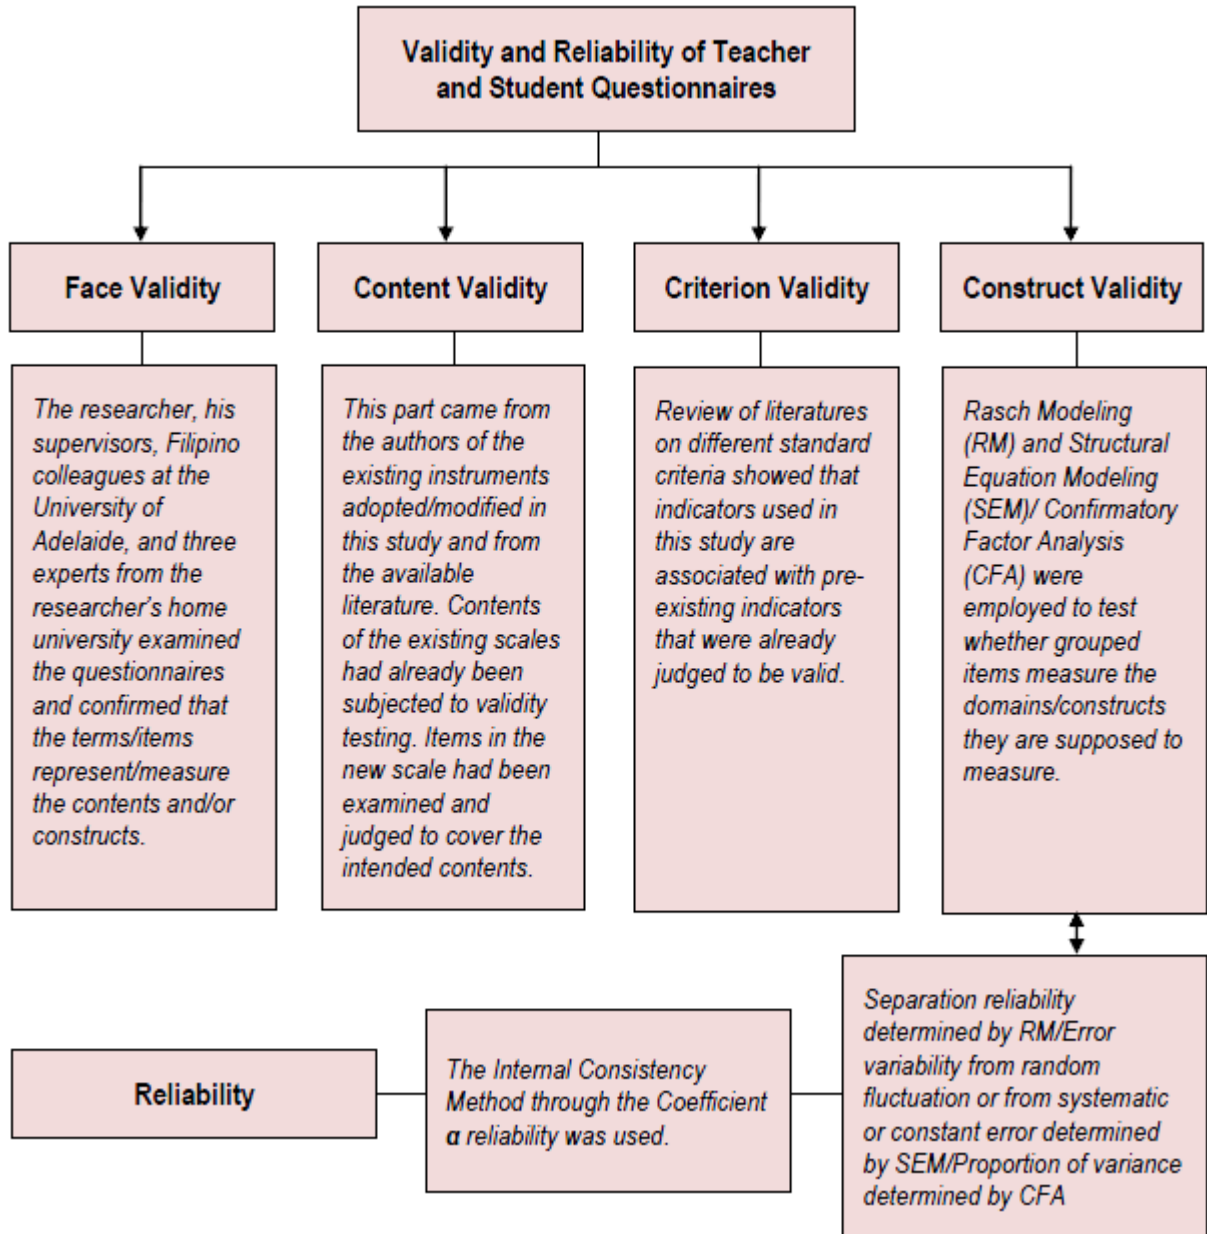 Validity and Reliability of Teacher
and Student Questionnaires
Face Validity
Content Validity
Criterion Validity
Construct Validity
The researcher, his
supervisors, Filipino
colleagues at the
University of
Adelaide, and three
experts from the
researcher's home
university examined
the questionnaires
and confirmed that
the terms/items
represent/measure
the contents and/or
constructs.
This part came from
the authors of the
existing instruments
adopted/modified in
this study and from
the available
literature. Contents
of the existing scales
had already been
subjected to validity
testing. Items in the
new scale had been
examined and
judged to cover the
intended contents.
Review of literatures
on different standard
criteria showed that
indicators used in
this study are
associated with pre-
existing indicators
that were already
judged to be valid.
Rasch Modeling
(RM) and Structural
Equation Modeling
(SEM)/ Confirmatory
Factor Analysis
(CFA) were
employed to test
whether grouped
items measure the
domains/constructs
they are supposed to
measure.
Reliability
The Internal Consistency
Method through the Coefficient
α reliability was used.
Separation reliability
determined by RM/Error
variability from random
fluctuation or from systematic
or constant error determined
by SEM/Proportion of variance
determined by CFA